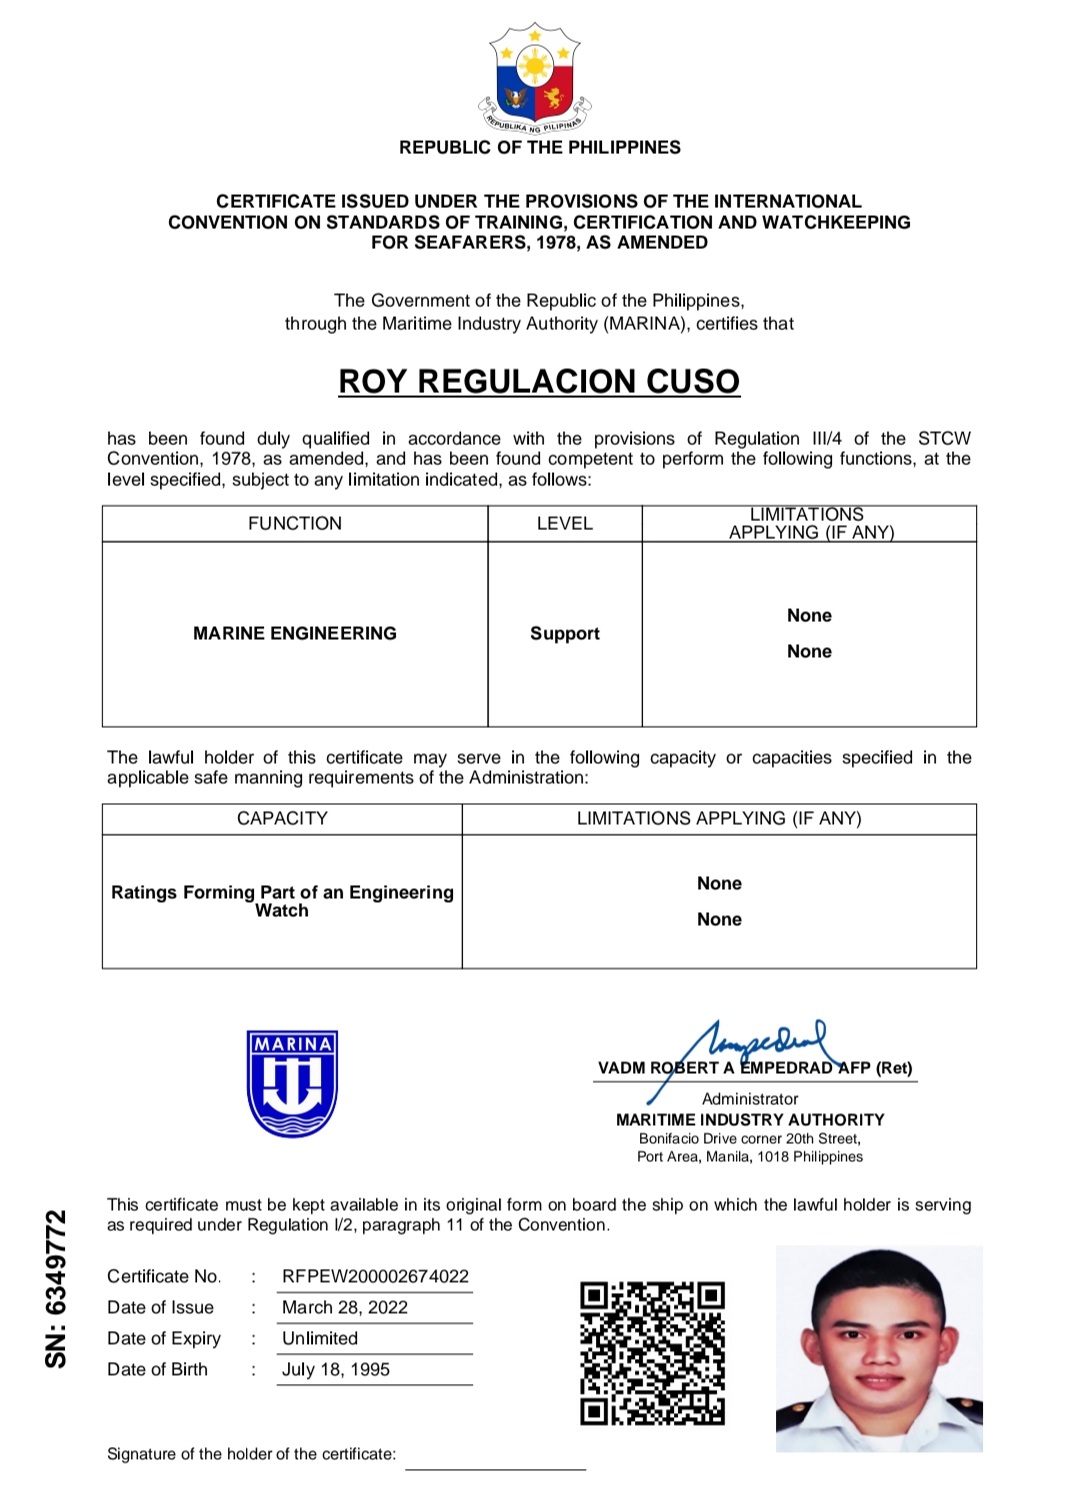 REPUBLIKA NG PILIPINAS
REPUBLIC OF THE PHILIPPINES
CERTIFICATE ISSUED UNDER THE PROVISIONS OF THE INTERNATIONAL
CONVENTION ON STANDARDS OF TRAINING, CERTIFICATION AND WATCHKEEPING
FOR SEAFARERS, 1978, AS AMENDED
The Government of the Republic of the Philippines,
through the Maritime Industry Authority (MARINA), certifies that
ROY REGULACION CUSO
has been found duly qualified in accordance with the provisions of Regulation III/4 of the STCW
Convention, 1978, as amended, and has been found competent to perform the following functions, at the
level specified, subject to any limitation indicated, as follows:
FUNCTION LEVEL LIMITATIONS
APPLYING (IF ANY)
MARINE ENGINEERING Support None
None
The lawful holder of this certificate may serve in the following capacity or capacities specified in the
applicable safe manning requirements of the Administration:
CAPACITY LIMITATIONS APPLYING (IF ANY)
Ratings Forming Part of an Engineering
Watch
None
None
MARINA
VADM ROBERT A EMPEDRAD AFP (Ret)
Administrator
MARITIME INDUSTRY AUTHORITY
Bonifacio Drive corner 20th Street,
Port Area, Manila, 1018 Philippines
This certificate must be kept available in its original form on board the ship on which the lawful holder is serving
as required under Regulation I/2, paragraph 11 of the Convention.
SN: 6349772
Certificate No. : RFPEW200002674022
Date of Issue : March 28, 2022
Date of Expiry : Unlimited
Date of Birth : July 18, 1995
Signature of the holder of the certificate: